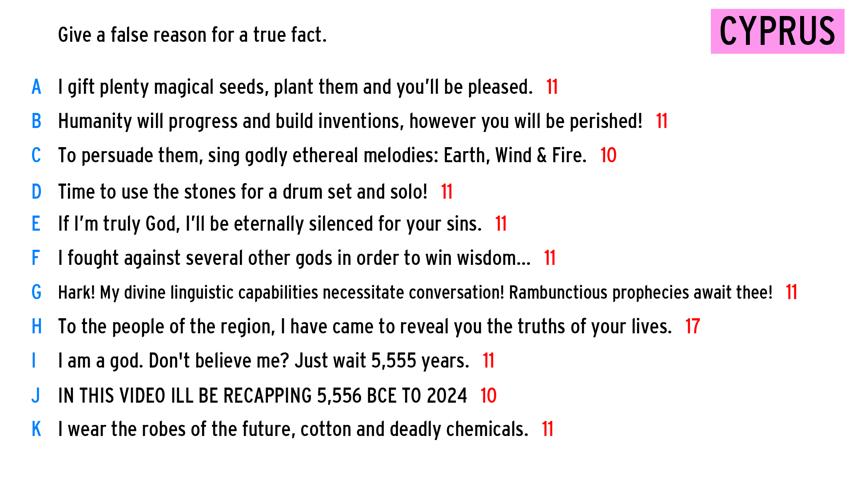 Give a false reason for a true fact.
CYPRUS
A I gift plenty magical seeds, plant them and you'll be pleased. 11
B Humanity will progress and build inventions, however you will be perished! 11
C To persuade them, sing godly ethereal melodies: Earth, Wind & Fire. 10
D Time to use the stones for a drum set and solo! 11
E If I'm truly God, I'll be eternally silenced for your sins. 11
F I fought against several other gods in order to win wisdom... 11
G Hark! My divine linguistic capabilities necessitate conversation! Rambunctious prophecies await thee! 11
H To the people of the region, I have came to reveal you the truths of your lives. 17
I I am a god. Don't believe me? Just wait 5,555 years. 11
J IN THIS VIDEO ILL BE RECAPPING 5,556 BCE TO 2024 10
K I wear the robes of the future, cotton and deadly chemicals. 11